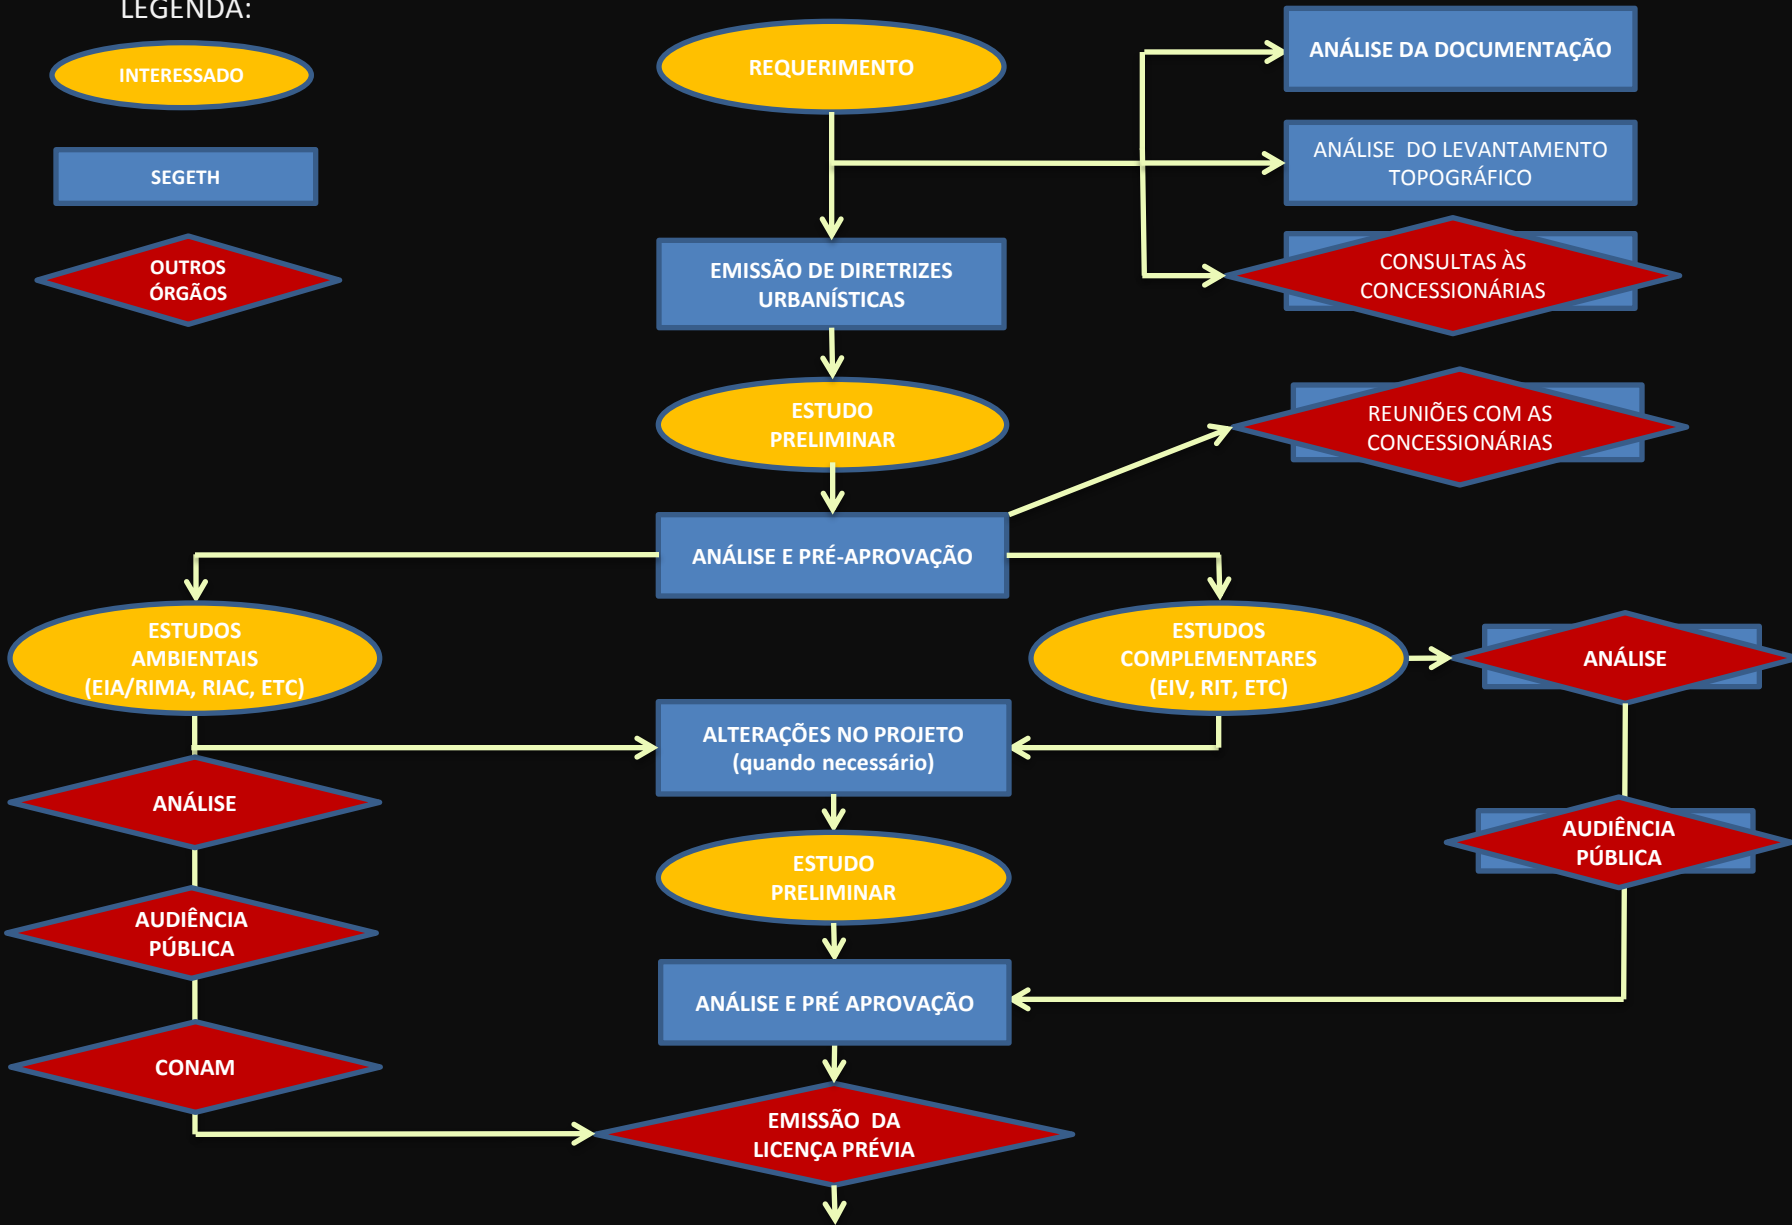 LEGENDA:
INTERESSADO
SEGETH
OUTROS
ÓRGÃOS
REQUERIMENTO
ANÁLISE DA DOCUMENTAÇÃO
ANÁLISE DO LEVANTAMENTO
TOPOGRÁFICO
CONSULTAS ÀS
CONCESSIONÁRIAS
EMISSÃO DE DIRETRIZES
URBANÍSTICAS
ESTUDO
PRELIMINAR
REUNIÕES COM AS
CONCESSIONÁRIAS
ANÁLISE E PRÉ-APROVAÇÃO
ESTUDOS
AMBIENTAIS
(EIA/RIMA, RIAC, ETC)
ESTUDOS
COMPLEMENTARES
(EIV, RIT, ETC)
ANÁLISE
ALTERAÇÕES NO PROJETO
(quando necessário)
ANÁLISE
AUDIÊNCIA
PÚBLICA
ESTUDO
PRELIMINAR
AUDIÊNCIA
PÚBLICA
ANÁLISE E PRÉ APROVAÇÃO
CONAM
EMISSÃO DA
LICENÇA PRÉVIA